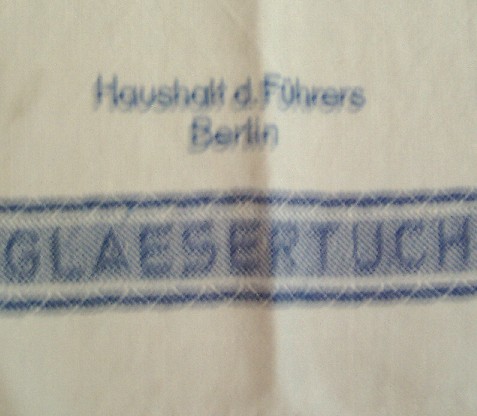 Haushalt d. Führers
Berlin
GLAESERTUCH